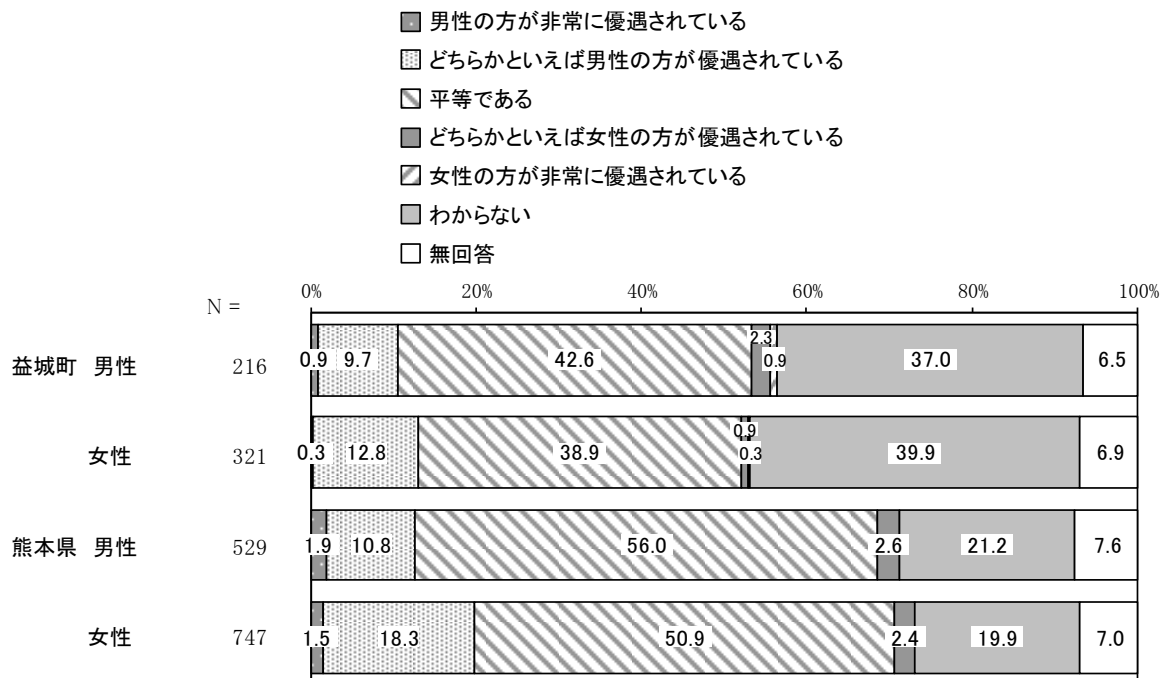 男性の方が非常に優遇されている
どちらかといえば男性の方が優遇されている
平等である
どちらかといえば女性の方が優遇されている
女性の方が非常に優遇されている
わからない
無回答
0% 20% 40% 60% 80% 100%
N =
益城町 男性 216 0.9 9.7 42.6 2.3 0.9 37.0 6.5
女性 321 0.3 12.8 38.9 0.9 0.3 39.9 6.9
熊本県 男性 529 1.9 10.8 56.0 2.6 21.2 7.6
女性 747 1.5 18.3 50.9 2.4 19.9 7.0